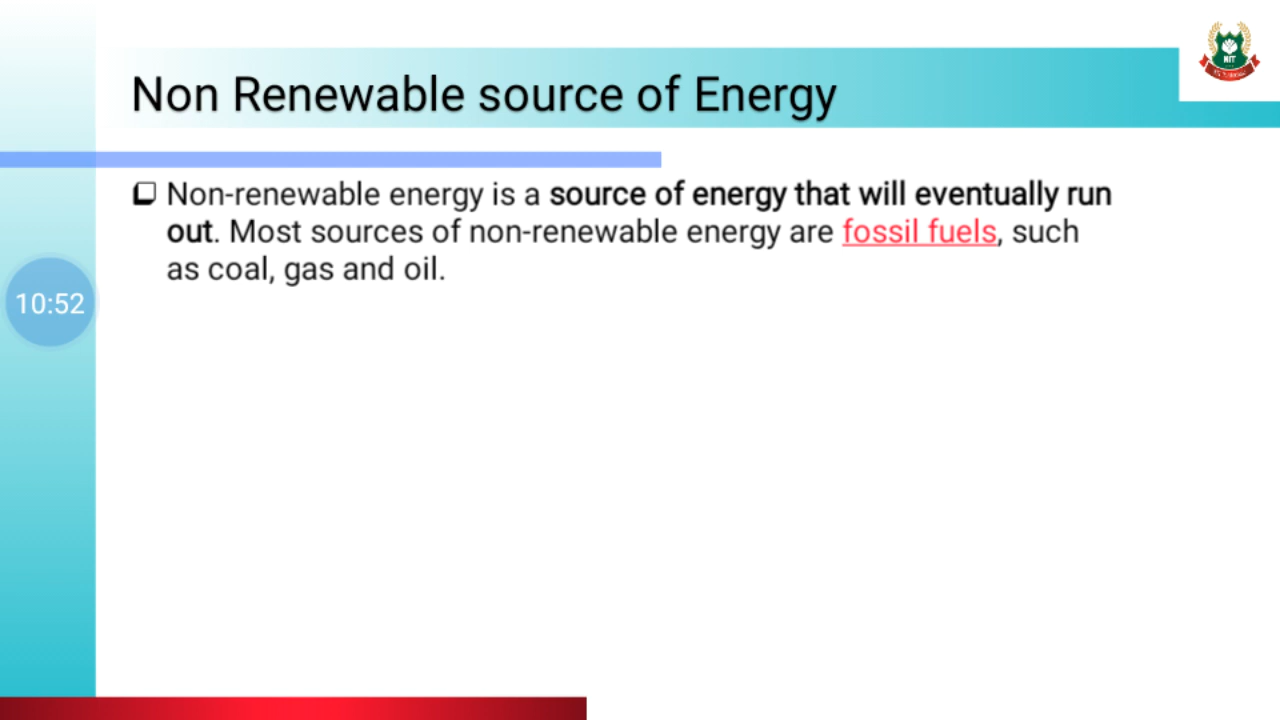 Non Renewable source of Energy
Non-renewable energy is a source of energy that will eventually run
out. Most sources of non-renewable energy are fossil fuels, such
as coal, gas and oil.
10:52
NIT